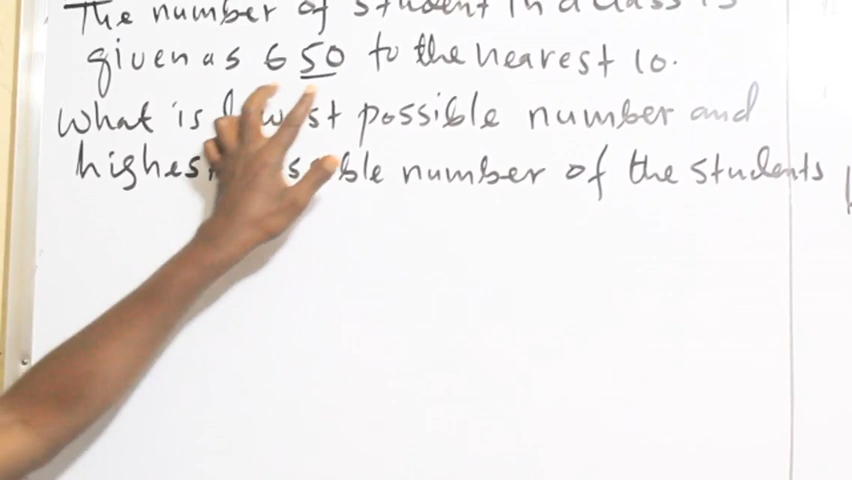 The number of student in a class is
given as 650 to the nearest 10.
What is lowest possible number and
highest possible number of the students